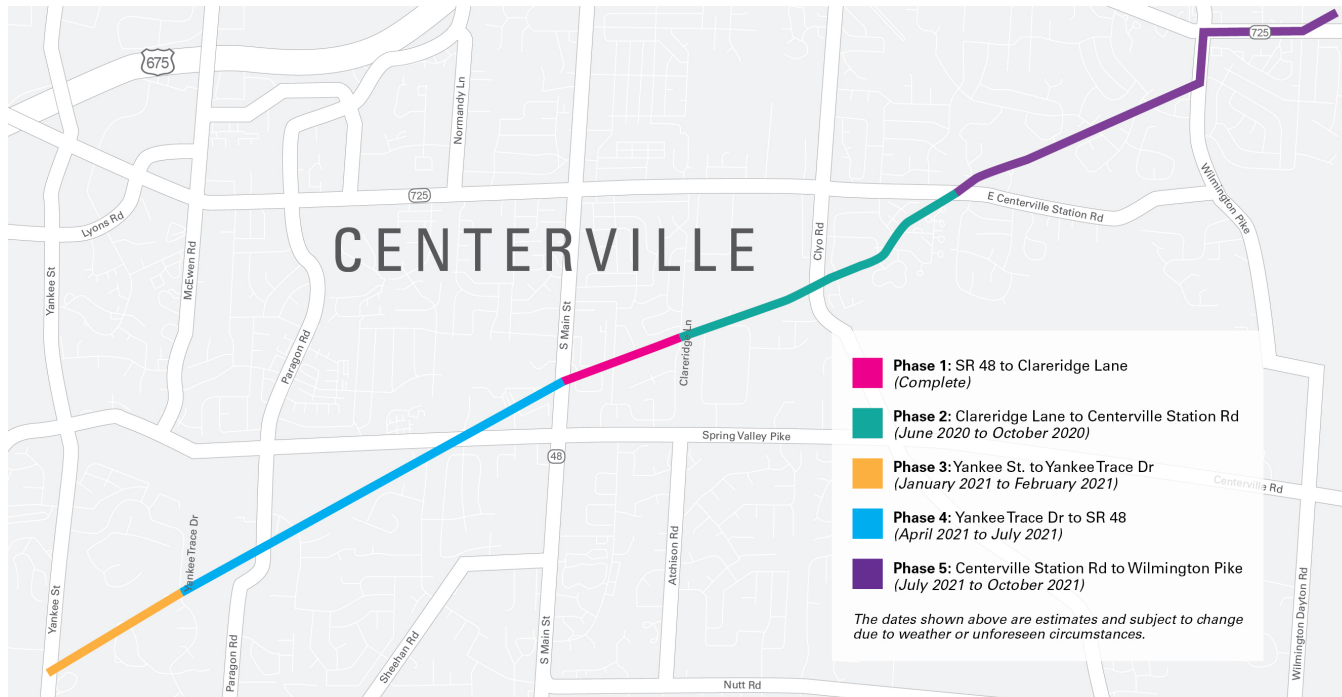 675
Normandy Ln
725
725
Lyons Rd
McEwen Rd
Yankee St
CENTERVILLE
Paragon Rd
S Main St
Clareridge Ln
Clyo Rd
E Centerville Station Rd
Wilmington Pike
Spring Valley Pike
48
Yankee Trace Dr
Yankee St
Paragon Rd
Sheehan Rd
S Main St
Atchison Rd
Nutt Rd
Centerville Rd
Wilmington Dayton Rd
Phase 1: SR 48 to Clareridge Lane
(Complete)
Phase 2: Clareridge Lane to Centerville Station Rd
(June 2020 to October 2020)
Phase 3: Yankee St. to Yankee Trace Dr
(January 2021 to February 2021)
Phase 4: Yankee Trace Dr to SR 48
(April 2021 to July 2021)
Phase 5: Centerville Station Rd to Wilmington Pike
(July 2021 to October 2021)
The dates shown above are estimates and subject to change
due to weather or unforeseen circumstances.